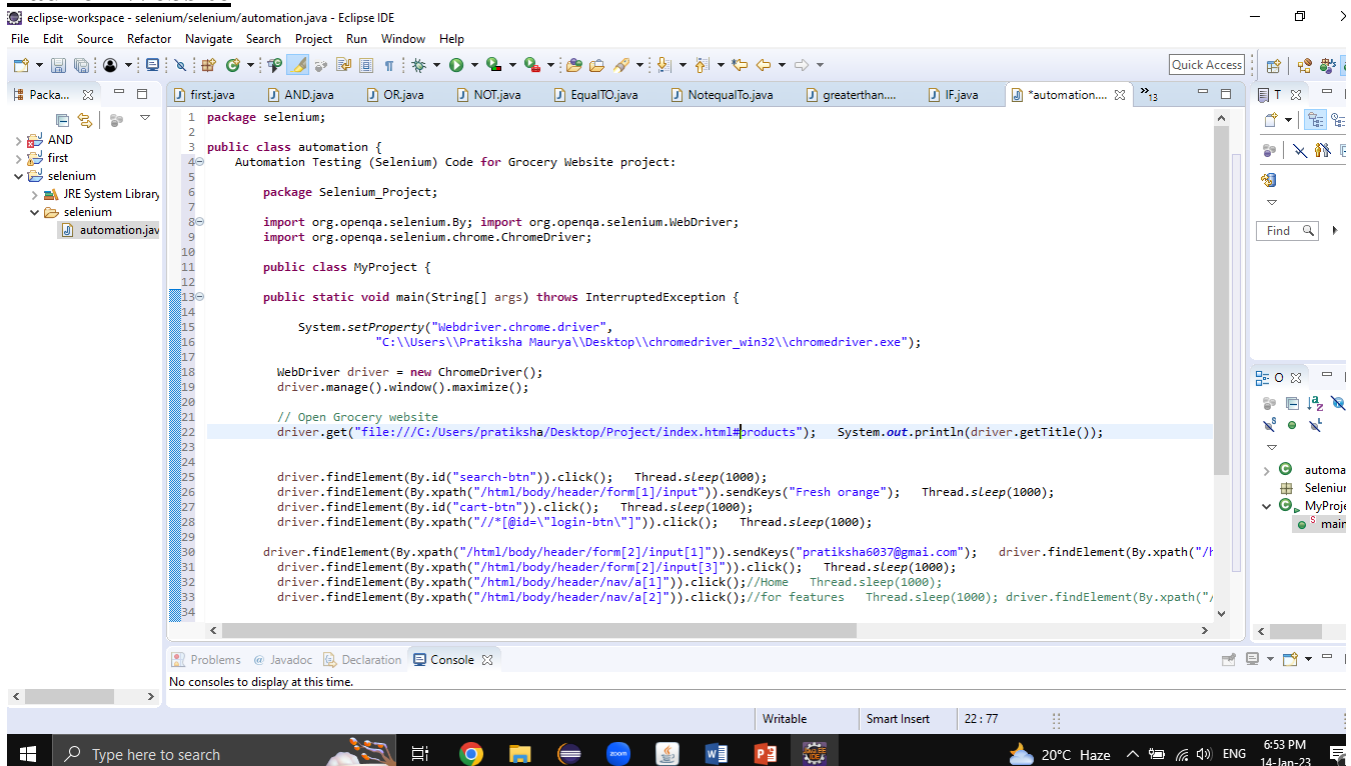 eclipse-workspace - selenium/selenium/automation.java - Eclipse IDE
File Edit Source Refactor Navigate Search Project Run Window Help
Quick Access
Packa...
first.java AND.java OR.java NOT.java EqualTO.java NotequalTo.java greaterthan.... IF.java *automation.... »13
T
AND
first
selenium
JRE System Library
selenium
automation.jav
1 package selenium;
2
3 public class automation {
4 Automation Testing (Selenium) Code for Grocery Website project:
5
6 package Selenium_Project;
7
8 import org.openqa.selenium.By; import org.openqa.selenium.WebDriver;
9 import org.openqa.selenium.chrome.ChromeDriver;
10
11 public class MyProject {
12
13 public static void main(String[] args) throws InterruptedException {
14
15 System.setProperty("Webdriver.chrome.driver",
16 "C:\\Users\\Pratiksha Maurya\\Desktop\\chromedriver_win32\\chromedriver.exe");
17
18 WebDriver driver = new ChromeDriver();
19 driver.manage().window().maximize();
20
21 // Open Grocery website
22 driver.get("file:///C:/Users/pratiksha/Desktop/Project/index.html#products"); System.out.println(driver.getTitle());
23
24
25 driver.findElement(By.id("search-btn")).click(); Thread.sleep(1000);
26 driver.findElement(By.xpath("/html/body/header/form[1]/input")).sendKeys("Fresh orange"); Thread.sleep(1000);
27 driver.findElement(By.id("cart-btn")).click(); Thread.sleep(1000);
28 driver.findElement(By.xpath("//*[@id=\"login-btn\"]")).click(); Thread.sleep(1000);
29
30 driver.findElement(By.xpath("/html/body/header/form[2]/input[1]")).sendKeys("pratiksha6037@gmai.com"); driver.findElement(By.xpath("/h
31 driver.findElement(By.xpath("/html/body/header/form[2]/input[3]")).click(); Thread.sleep(1000);
32 driver.findElement(By.xpath("/html/body/header/nav/a[1]")).click();//Home Thread.sleep(1000);
33 driver.findElement(By.xpath("/html/body/header/nav/a[2]")).click();//for features Thread.sleep(1000); driver.findElement(By.xpath("/
34
Find
O
automa
Seleniur
MyProje
main
Problems @ Javadoc Declaration Console
No consoles to display at this time.
Writable Smart Insert 22 : 77
Type here to search
zoom
20°C Haze ENG 6:53 PM
14-Jan-23